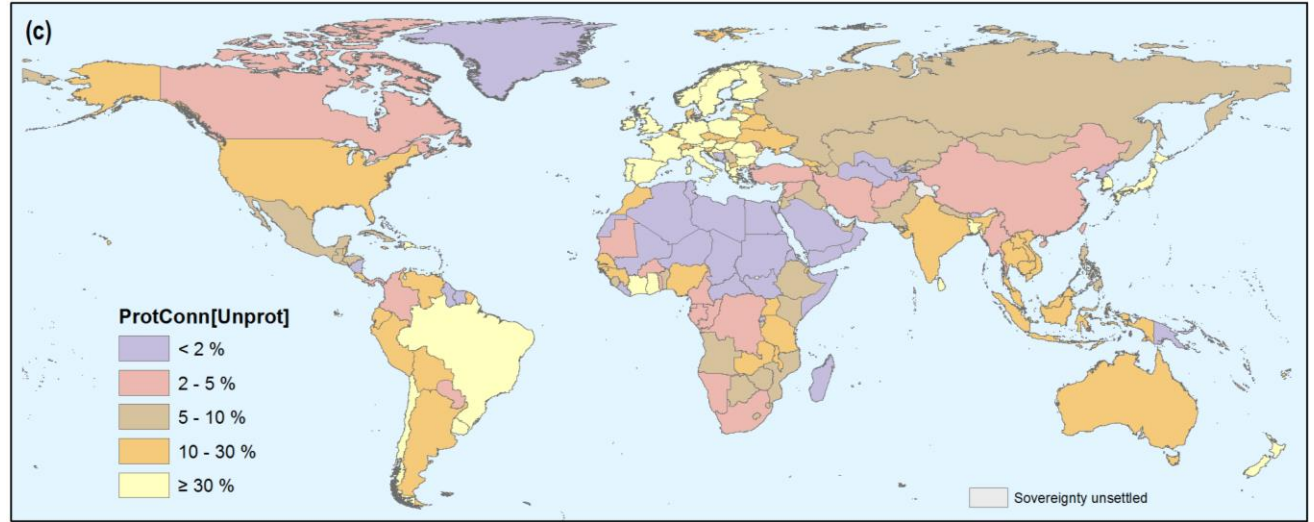 (c)
ProtConn[Unprot]
< 2 %
2 - 5 %
5 - 10 %
10 - 30 %
≥ 30 %
Sovereignty unsettled